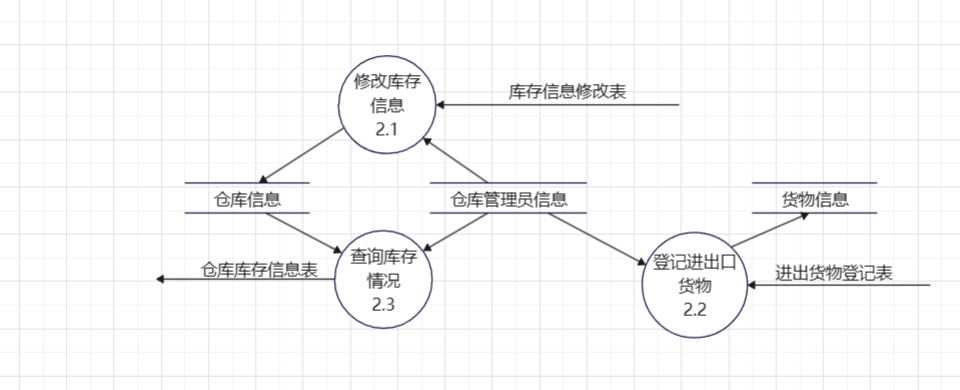 修改库存
信息
2.1
库存信息修改表
仓库信息
仓库管理员信息
货物信息
仓库库存信息表
查询库存
情况
2.3
登记进出口
货物
2.2
进出货物登记表